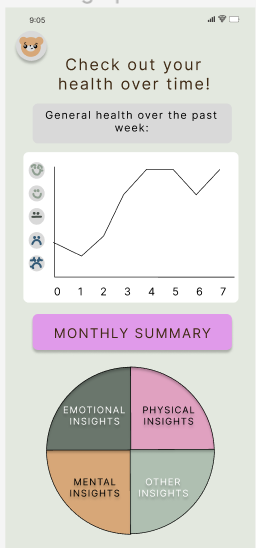 9:05
Check out your
health over time!
General health over the past
week:
0 1 2 3 4 5 6 7
MONTHLY SUMMARY
EMOTIONAL
INSIGHTS
PHYSICAL
INSIGHTS
MENTAL
INSIGHTS
OTHER
INSIGHTS